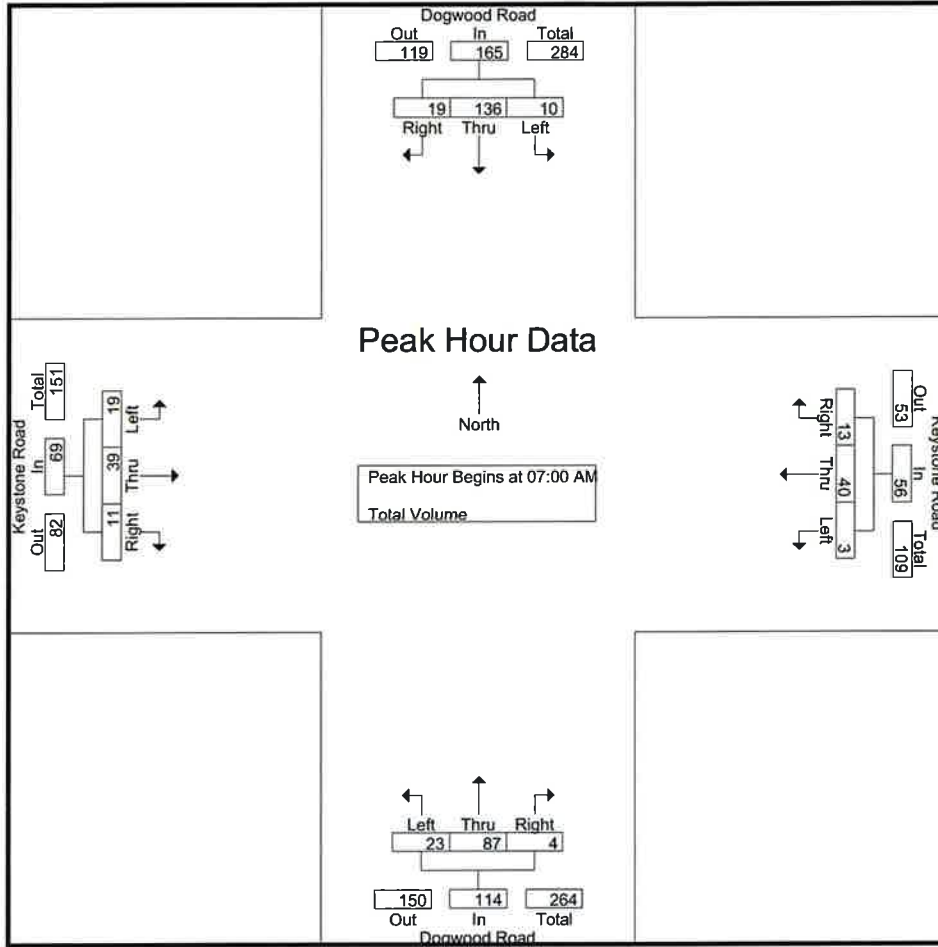 Dogwood Road
Out In Total
119 165 284
19 136 10
Right Thru Left
Peak Hour Data
North
Peak Hour Begins at 07:00 AM
Total Volume
Keystone Road
Total In Out
151 69 82
19 39 11
Left Thru Right
Keystone Road
Out In Total
53 56 109
13 40 3
Right Thru Left
Left Thru Right
23 87 4
150 114 264
Out In Total
Dogwood Road